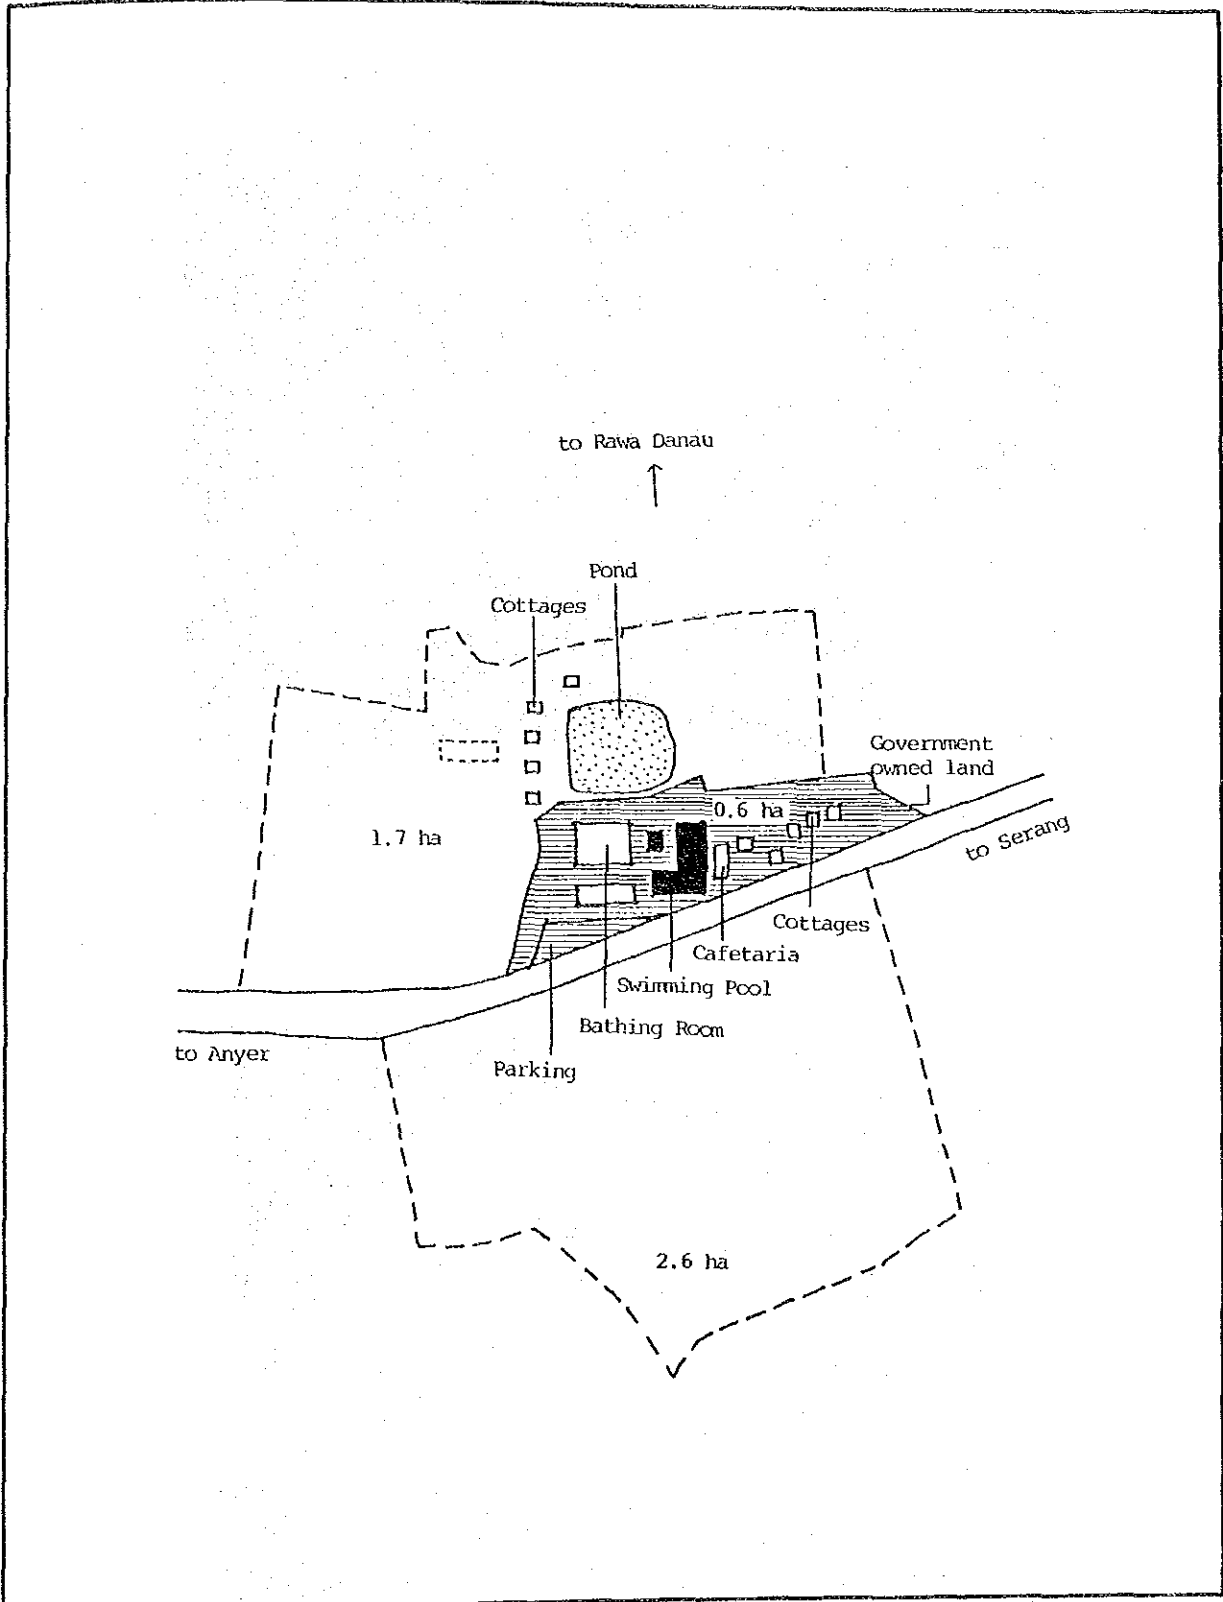 to Rawa Danau
Pond
Cottages
Government
owned land
0.6 ha
1.7 ha
to Serang
Cottages
Cafetaria
Swimming Pool
Bathing Room
to Anyer
Parking
2.6 ha